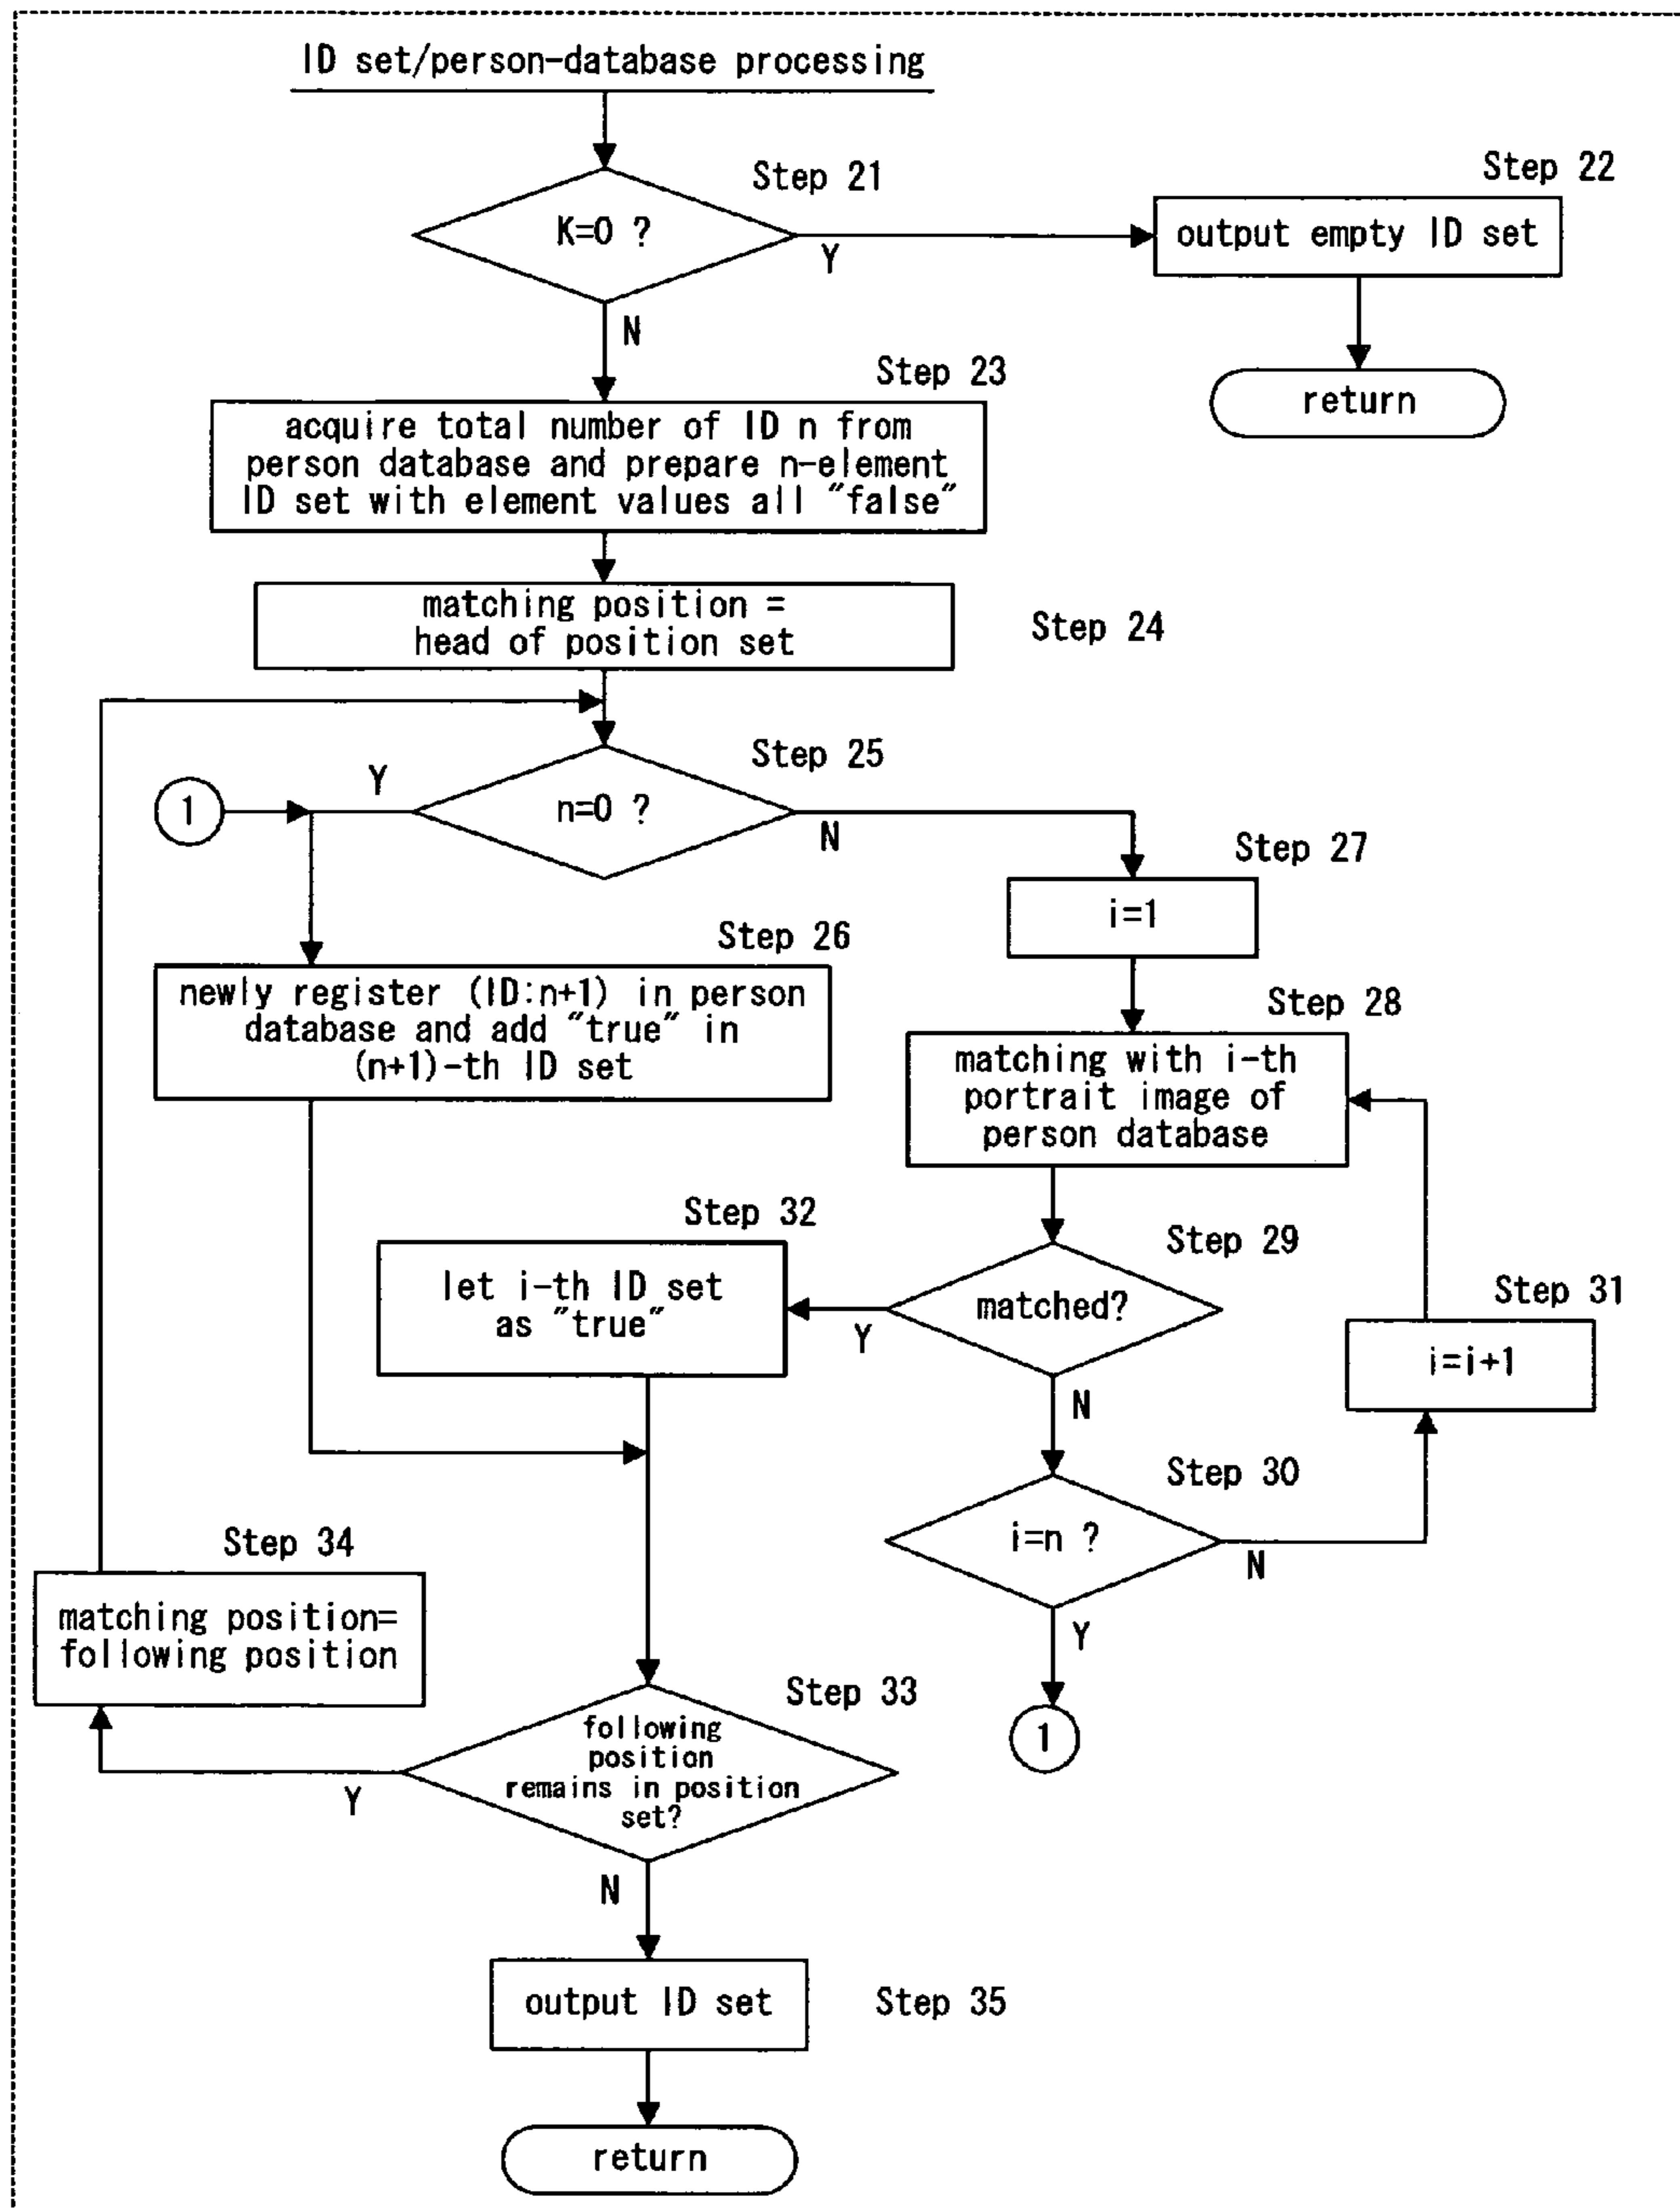 ID set/person-database processing
Step 21
Step 22
K=0 ?
Y
output empty ID set
N
return
Step 23
acquire total number of ID n from
person database and prepare n-element
ID set with element values all "false"
matching position =
head of position set
Step 24
Step 25
Y
1
n=0 ?
N
Step 27
i=1
Step 26
newly register (ID:n+1) in person
database and add "true" in
(n+1)-th ID set
Step 28
matching with i-th
portrait image of
person database
Step 32
let i-th ID set
as "true"
Step 29
matched?
Y
N
Step 31
i=i+1
Step 30
i=n ?
N
Y
1
Step 34
matching position=
following position
Step 33
following
position
remains in position
set?
Y
N
output ID set
Step 35
return